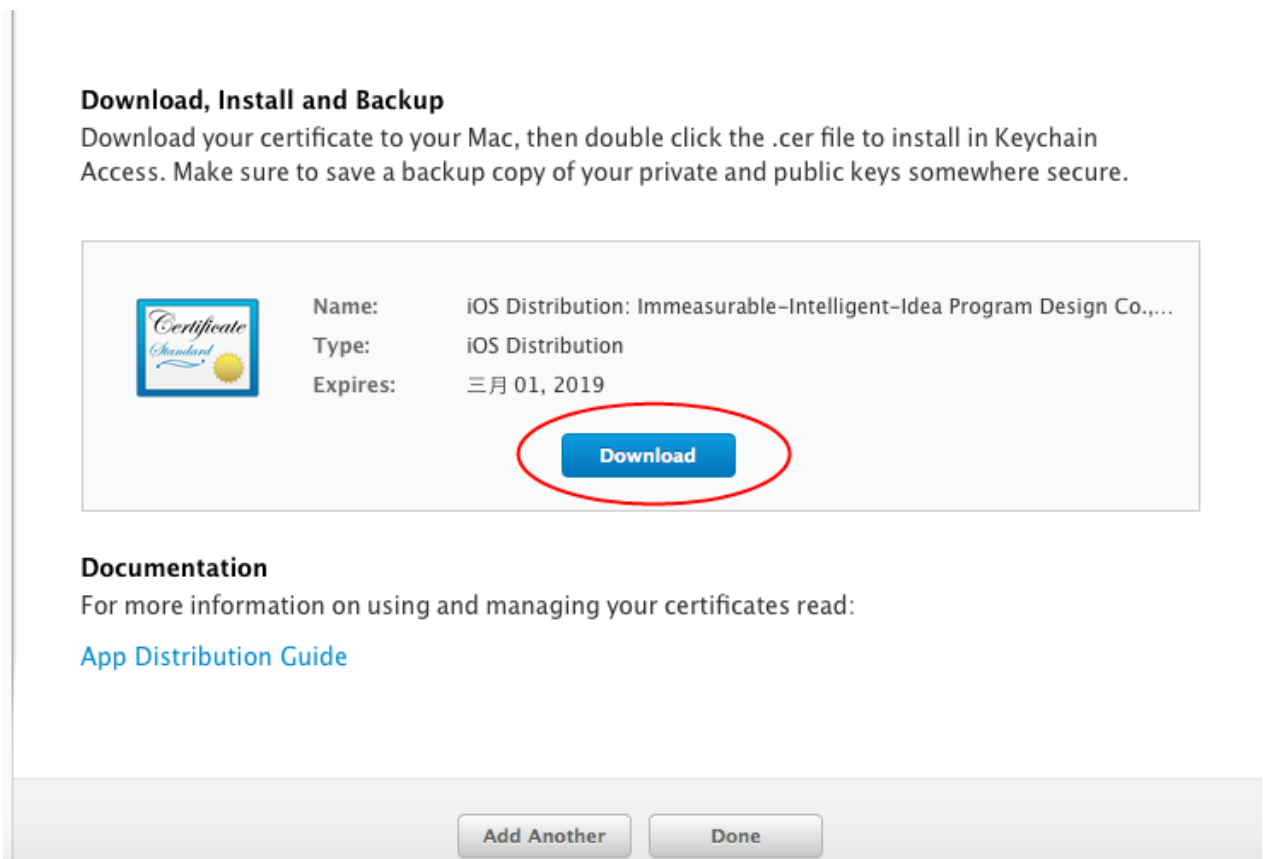 Download, Install and Backup
Download your certificate to your Mac, then double click the .cer file to install in Keychain
Access. Make sure to save a backup copy of your private and public keys somewhere secure.
Certificate
Standard
Name: iOS Distribution: Immeasurable-Intelligent-Idea Program Design Co.,...
Type: iOS Distribution
Expires: 三月 01, 2019
Download
Documentation
For more information on using and managing your certificates read:
App Distribution Guide
Add Another Done